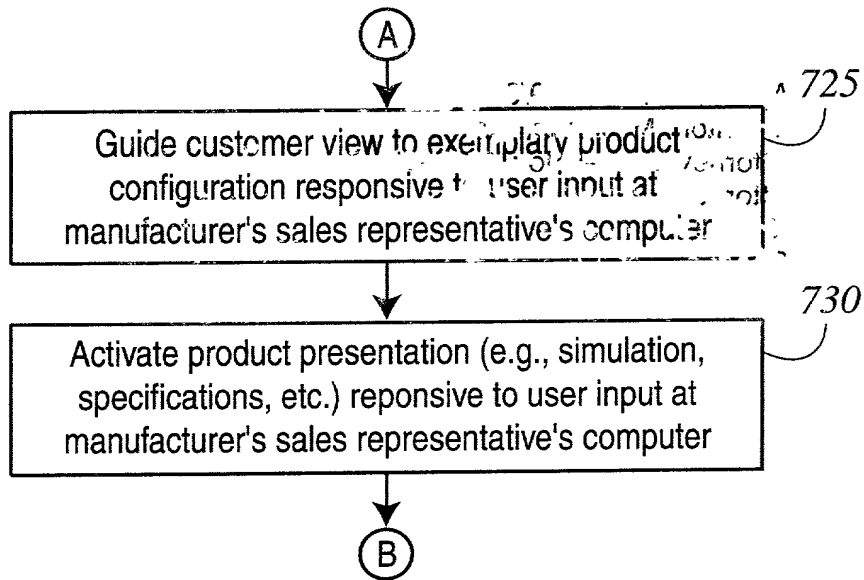 A
725
Guide customer view to exemplary product
configuration responsive to user input at
manufacturer's sales representative's computer
730
Activate product presentation (e.g., simulation,
specifications, etc.) reponsive to user input at
manufacturer's sales representative's computer
B